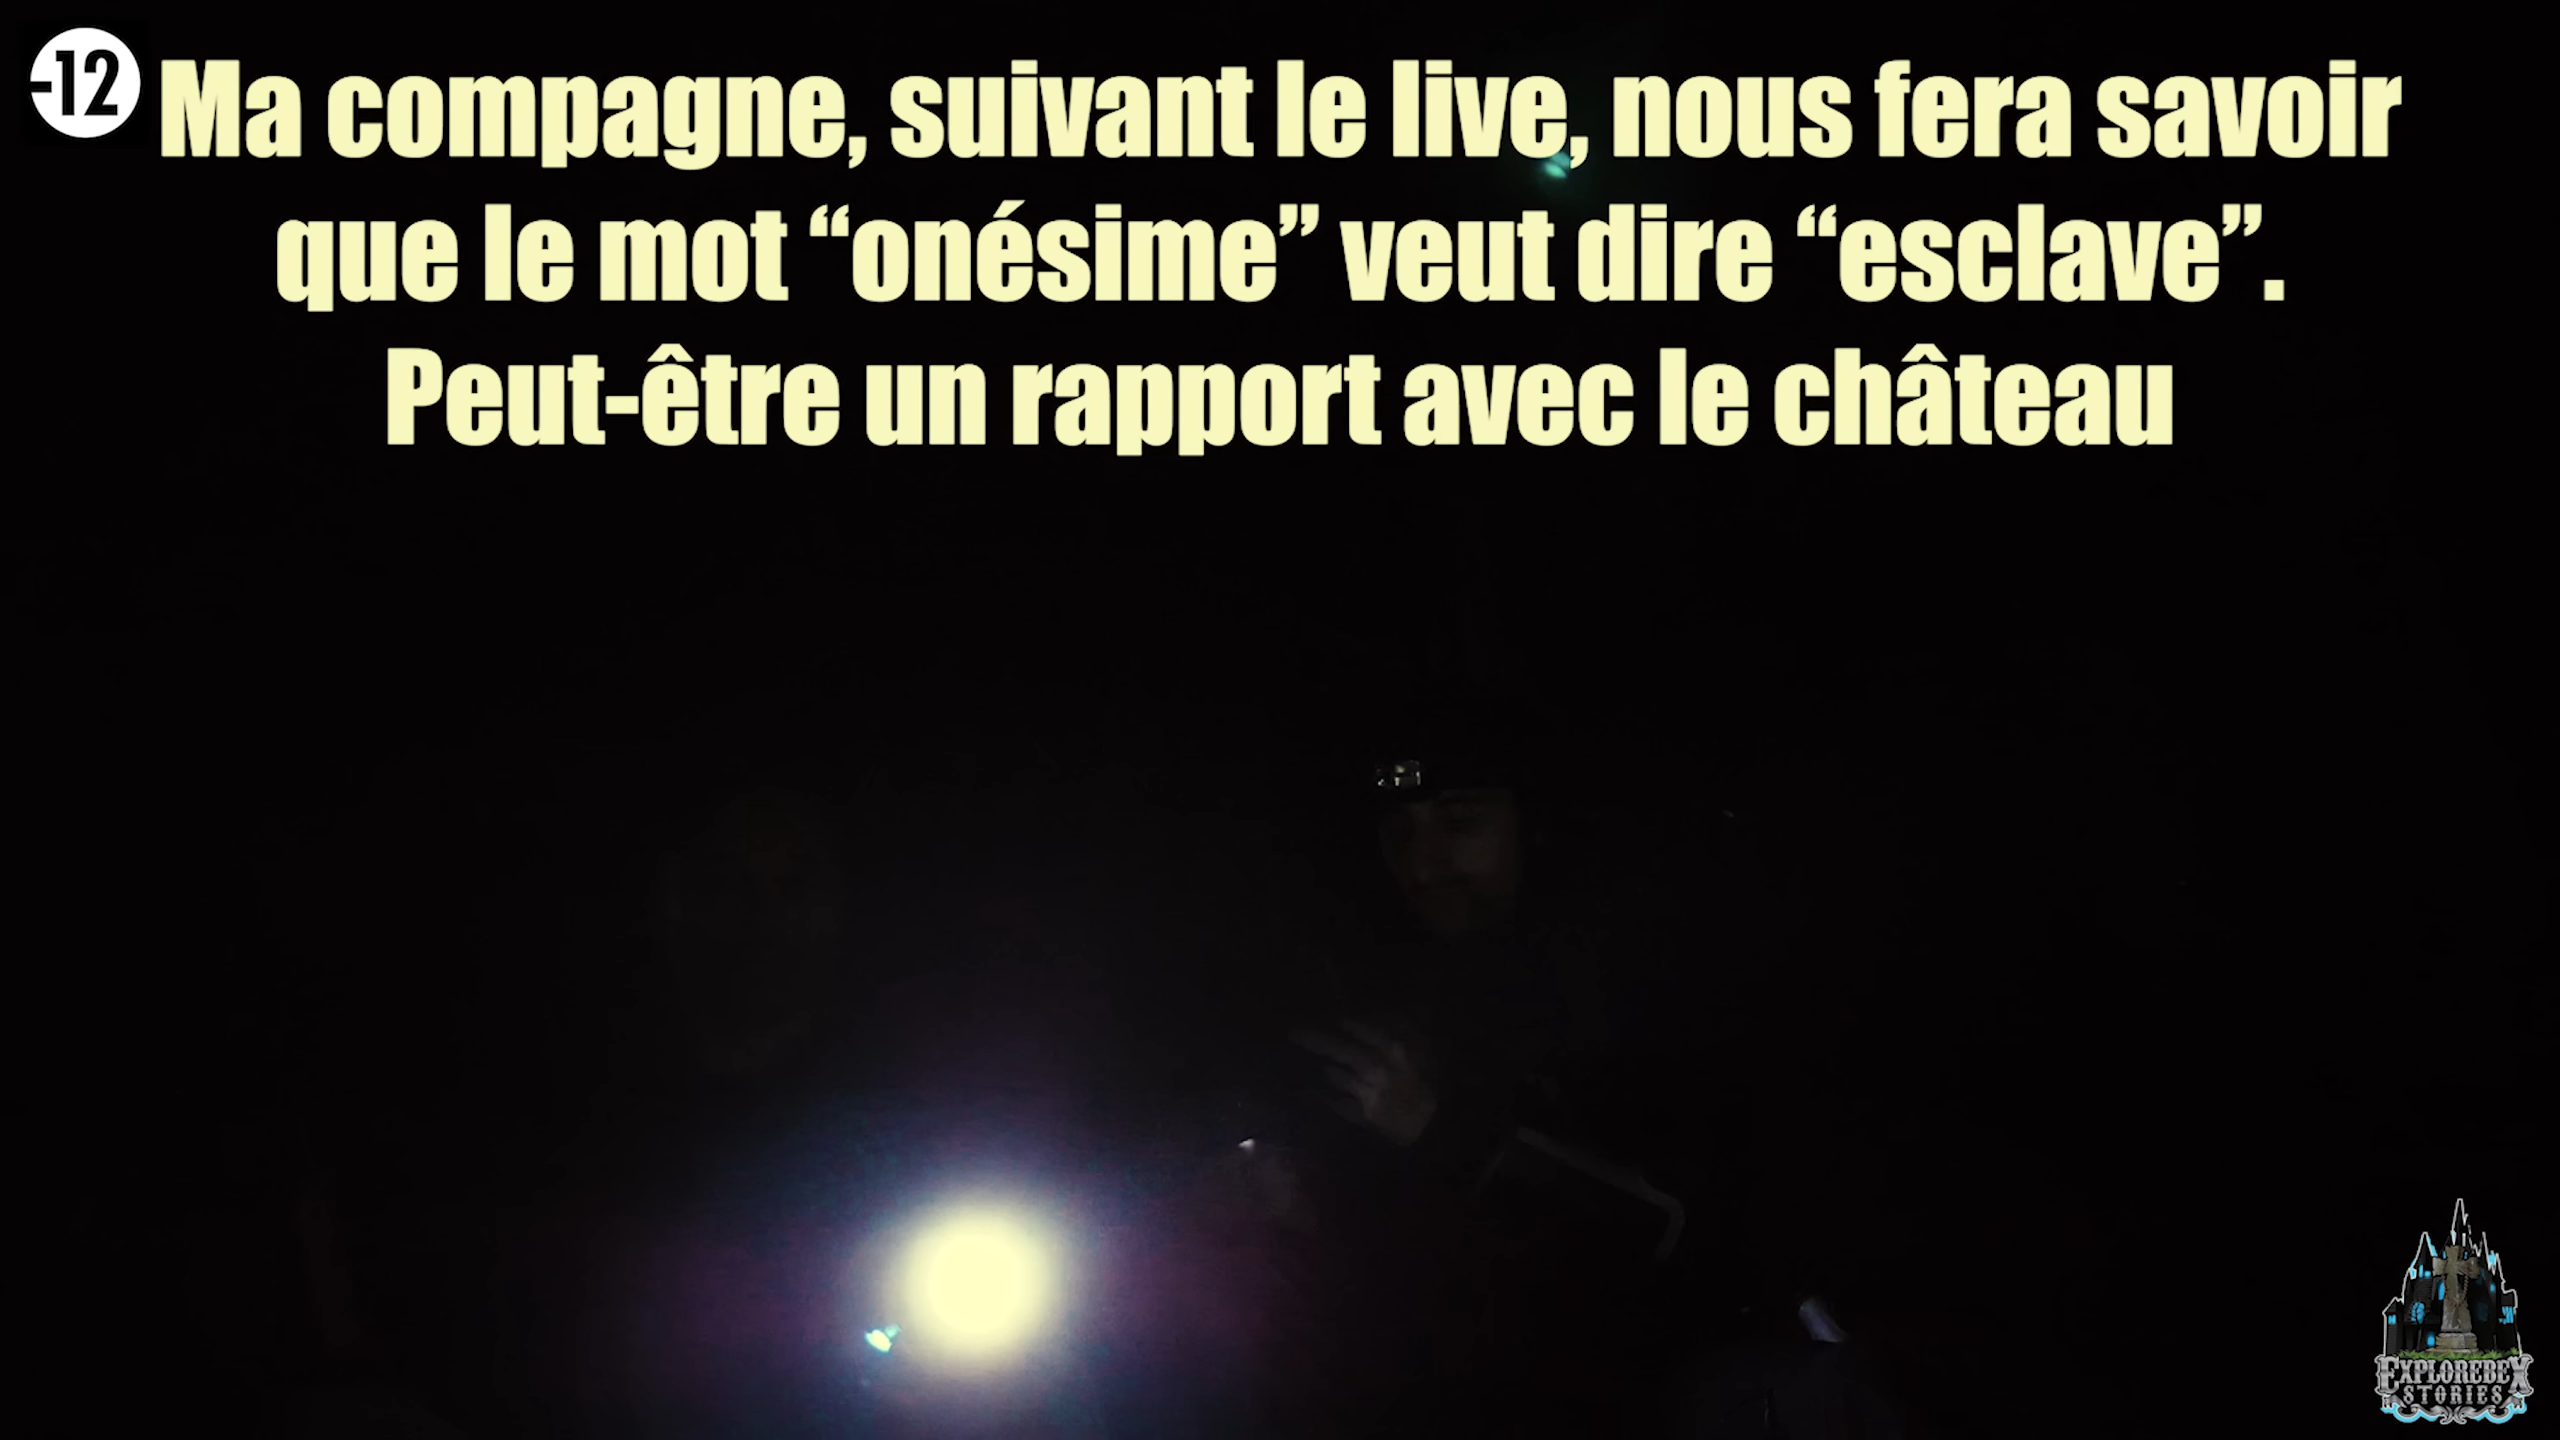 -12
Ma compagne, suivant le live, nous fera savoir
que le mot “onésime” veut dire “esclave”.
Peut-être un rapport avec le château
EXPLOREBEX
STORIES